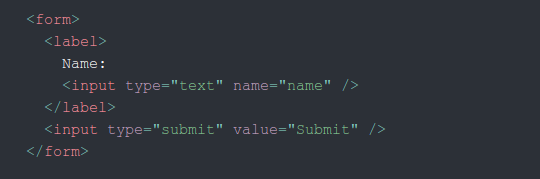 <form>
<label>
Name:
<input type="text" name="name" />
</label>
<input type="submit" value="Submit" />
</form>